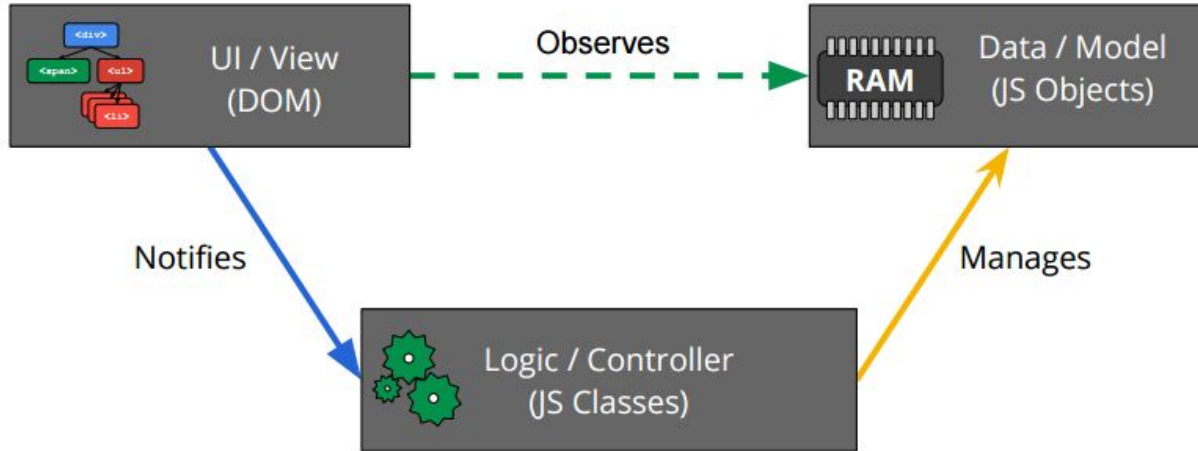 <div>
<span>
<ul>
<li>
UI / View
(DOM)
Observes
RAM
Data / Model
(JS Objects)
Notifies
Manages
Logic / Controller
(JS Classes)